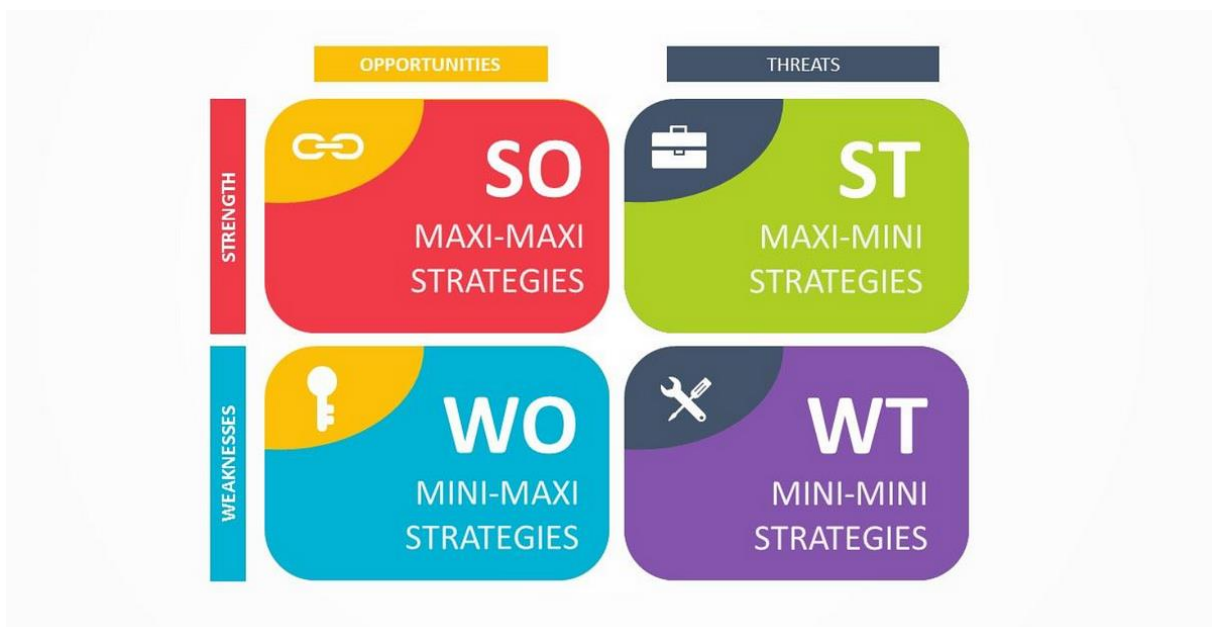 OPPORTUNITIES
THREATS
STRENGTH
SO
MAXI-MAXI
STRATEGIES
ST
MAXI-MINI
STRATEGIES
WEAKNESSES
WO
MINI-MAXI
STRATEGIES
WT
MINI-MINI
STRATEGIES